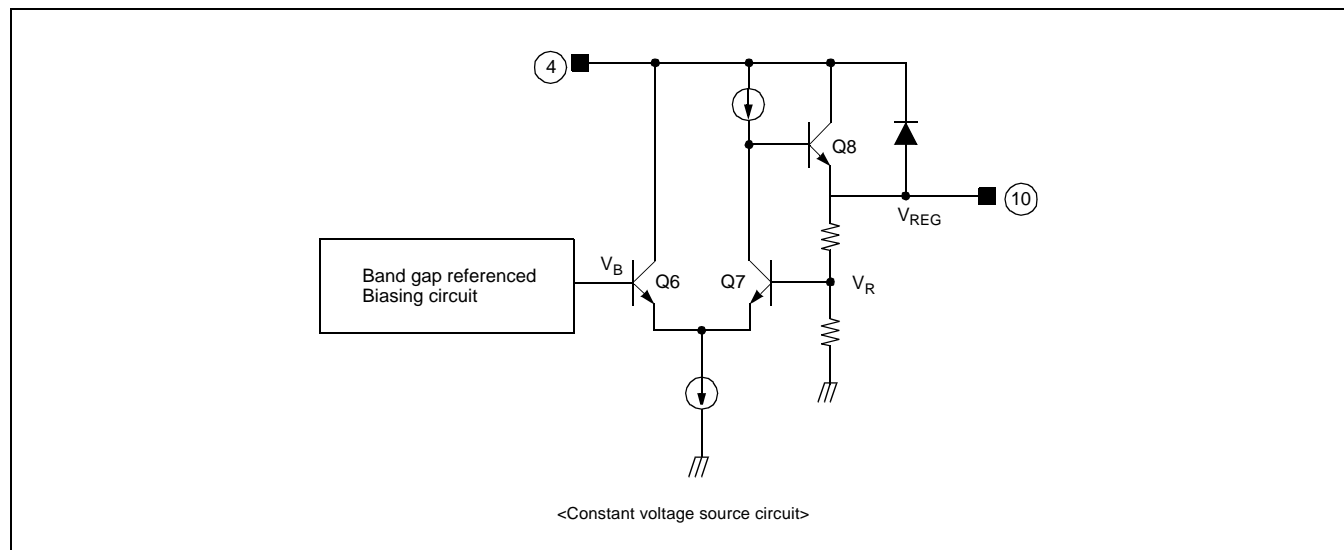 4
Q8
10
V_REG
Band gap referenced
Biasing circuit
V_B
Q6
Q7
V_R
<Constant voltage source circuit>